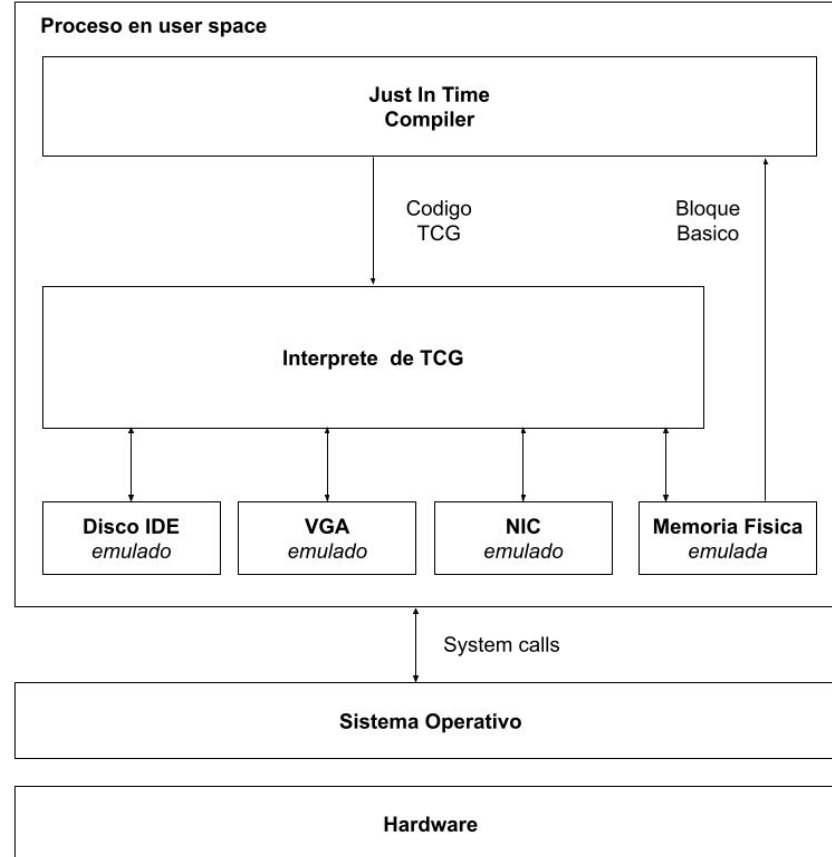 Proceso en user space
Just In Time
Compiler
Codigo
TCG
Bloque
Basico
Interprete de TCG
Disco IDE
emulado
VGA
emulado
NIC
emulado
Memoria Fisica
emulada
System calls
Sistema Operativo
Hardware